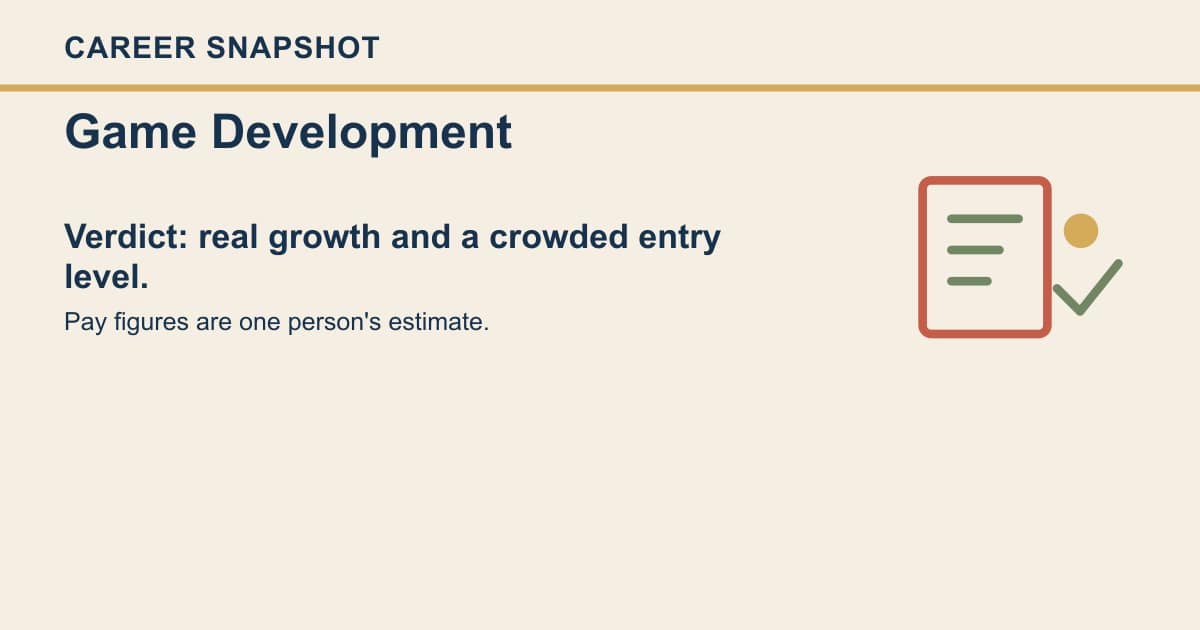 CAREER SNAPSHOT
Game Development
Verdict: real growth and a crowded entry
level.
Pay figures are one person's estimate.